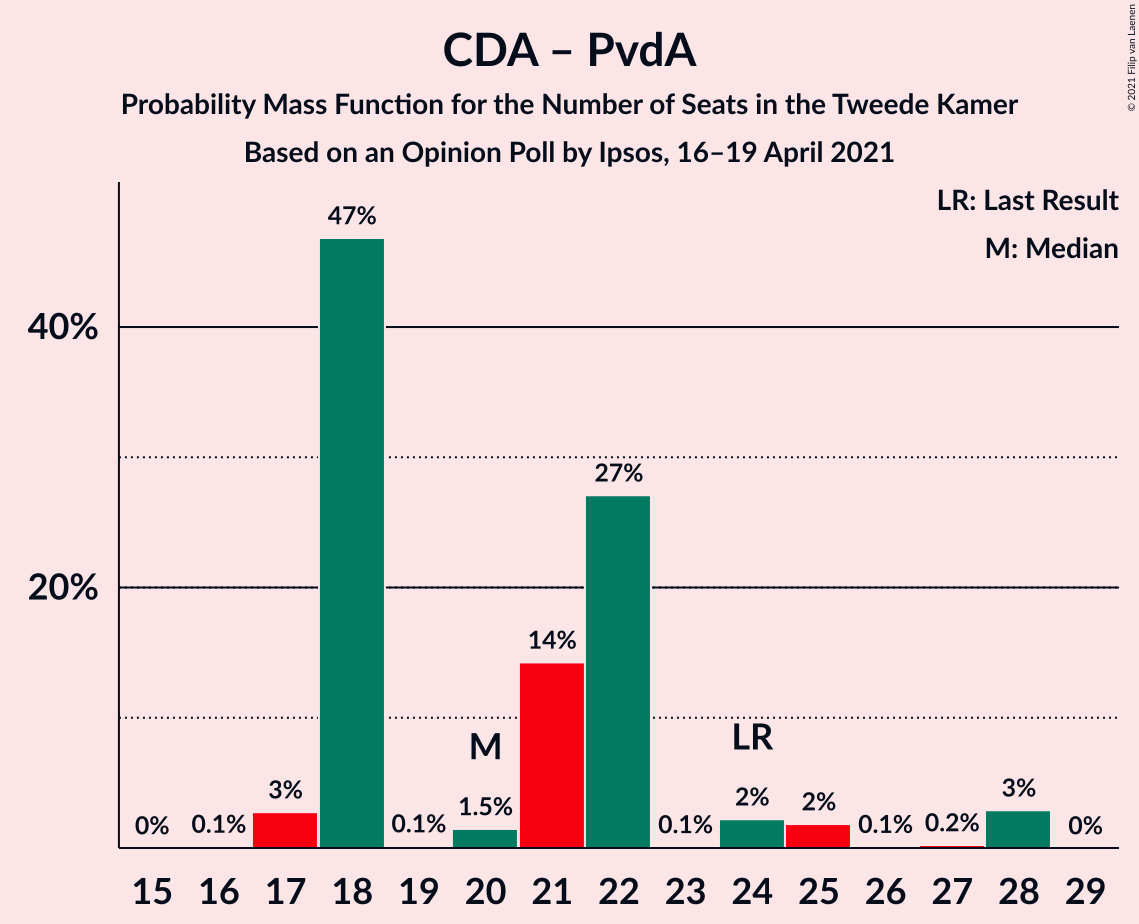 CDA – PvdA
Probability Mass Function for the Number of Seats in the Tweede Kamer
Based on an Opinion Poll by Ipsos, 16–19 April 2021
© 2021 Filip van Laenen
LR: Last Result
M: Median
40%
20%
0%
0.1%
3%
47%
0.1%
1.5%
M
14%
27%
0.1%
2%
LR
2%
0.1%
0.2%
3%
0%
15 16 17 18 19 20 21 22 23 24 25 26 27 28 29